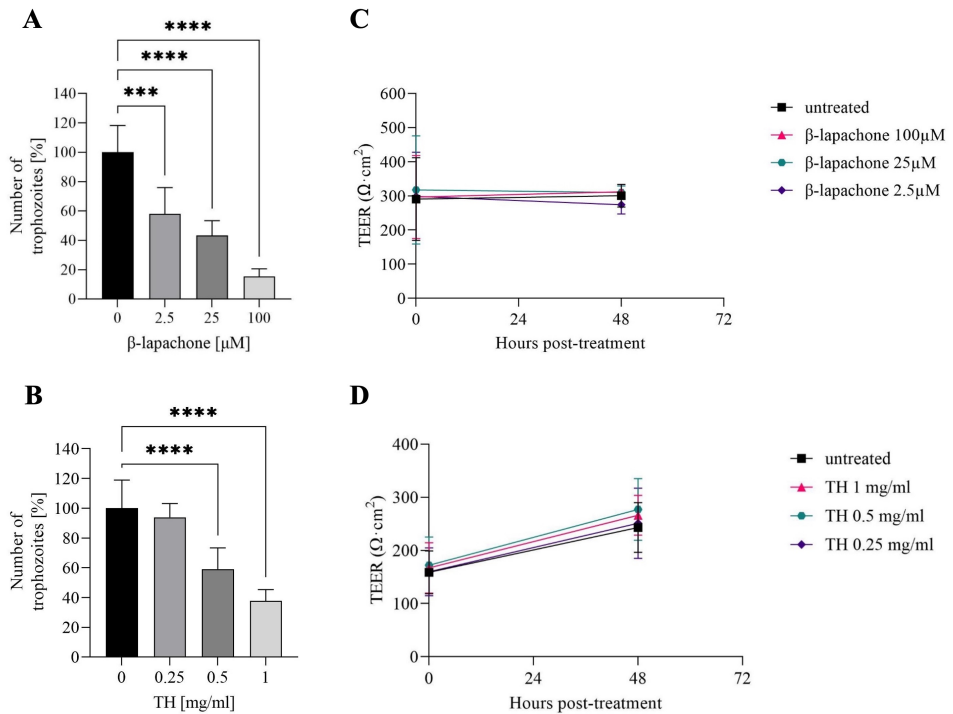 A
****
****
***
Number of
trophozoites [%]
140
120
100
80
60
40
20
0
0 2.5 25 100
β-lapachone [μM]
C
TEER (Ω·cm²)
600
500
400
300
200
100
0
0 24 48 72
Hours post-treatment
untreated
β-lapachone 100μM
β-lapachone 25μM
β-lapachone 2.5μM
B
****
****
Number of
trophozoites [%]
140
120
100
80
60
40
20
0
0 0.25 0.5 1
TH [mg/ml]
D
TEER (Ω·cm²)
400
300
200
100
0
0 24 48 72
Hours post-treatment
untreated
TH 1 mg/ml
TH 0.5 mg/ml
TH 0.25 mg/ml